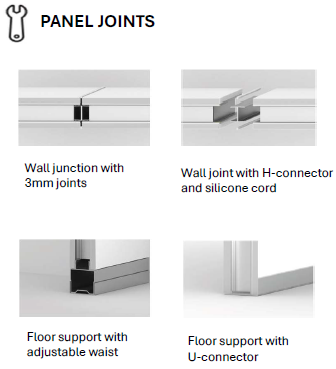 PANEL JOINTS
Wall junction with
3mm joints
Wall joint with H-connector
and silicone cord
Floor support with
adjustable waist
Floor support with
U-connector